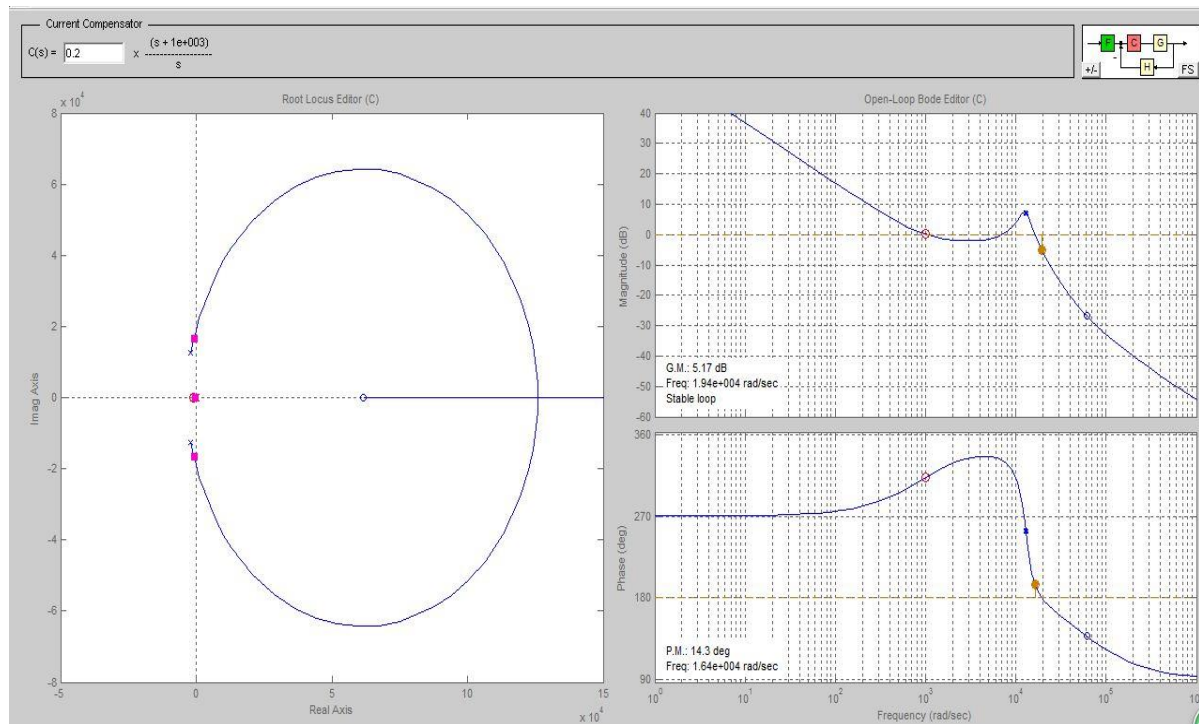 Current Compensator
C(s) = 0.2 x (s + 1e+003)
s
F C G
+/- H FS
Root Locus Editor (C)
x 10^4
8
6
4
2
0
-2
-4
-6
-8
Imag Axis
-5 0 5 10 15
Real Axis
x 10^4
Open-Loop Bode Editor (C)
40
30
20
10
0
-10
-20
-30
-40
-50
-60
Magnitude (dB)
G.M.: 5.17 dB
Freq: 1.94e+004 rad/sec
Stable loop
360
270
180
90
Phase (deg)
P.M.: 14.3 deg
Freq: 1.64e+004 rad/sec
10^0 10^1 10^2 10^3 10^4 10^5
Frequency (rad/sec)